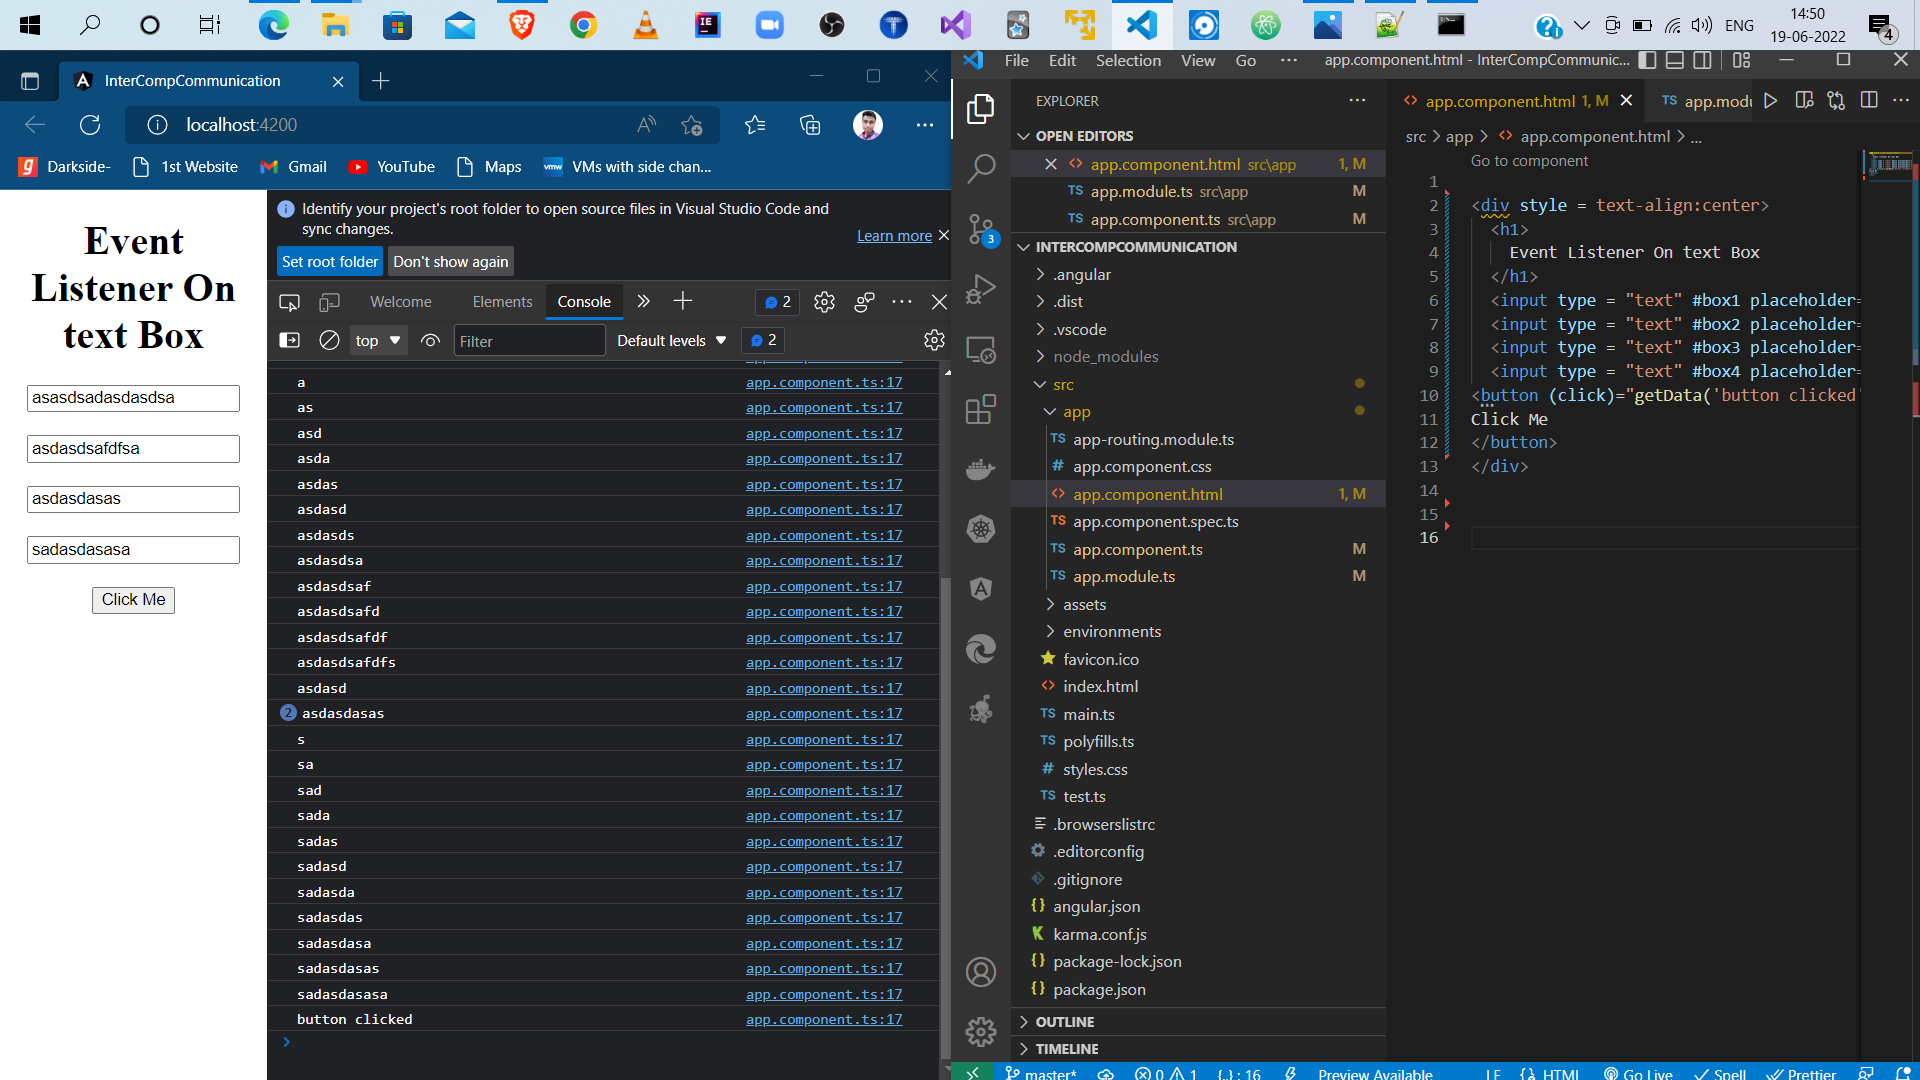 ENG
14:50
19-06-2022
4
InterCompCommunication
localhost:4200
Darkside-
1st Website
Gmail
YouTube
Maps
VMs with side chan...
Event
Listener On
text Box
asasdsadasdasdsa
asdasdsafdfsa
asdasdasas
sadasdasasa
Click Me
Identify your project's root folder to open source files in Visual Studio Code and
sync changes.
Learn more
Set root folder
Don't show again
Welcome
Elements
Console
2
top
Filter
Default levels
2
a app.component.ts:17
as app.component.ts:17
asd app.component.ts:17
asda app.component.ts:17
asdas app.component.ts:17
asdasd app.component.ts:17
asdasds app.component.ts:17
asdasdsa app.component.ts:17
asdasdsaf app.component.ts:17
asdasdsafd app.component.ts:17
asdasdsafdf app.component.ts:17
asdasdsafdfs app.component.ts:17
asdasd app.component.ts:17
2 asdasdasas app.component.ts:17
s app.component.ts:17
sa app.component.ts:17
sad app.component.ts:17
sada app.component.ts:17
sadas app.component.ts:17
sadasd app.component.ts:17
sadasda app.component.ts:17
sadasdas app.component.ts:17
sadasdasa app.component.ts:17
sadasdasas app.component.ts:17
sadasdasasa app.component.ts:17
button clicked app.component.ts:17
File Edit Selection View Go ... app.component.html - InterCompCommunic...
EXPLORER
OPEN EDITORS
app.component.html src\app 1, M
TS app.module.ts src\app M
TS app.component.ts src\app M
3
INTERCOMPCOMMUNICATION
.angular
.dist
.vscode
node_modules
src
app
TS app-routing.module.ts
# app.component.css
app.component.html 1, M
TS app.component.spec.ts
TS app.component.ts M
TS app.module.ts M
assets
environments
favicon.ico
index.html
TS main.ts
TS polyfills.ts
# styles.css
TS test.ts
.browserslistrc
.editorconfig
.gitignore
{} angular.json
karma.conf.js
{} package-lock.json
{} package.json
OUTLINE
TIMELINE
app.component.html 1, M
TS app.modu
src > app > app.component.html > ...
Go to component
1
2 <div style = text-align:center>
3 <h1>
4 Event Listener On text Box
5 </h1>
6 <input type = "text" #box1 placeholder=
7 <input type = "text" #box2 placeholder=
8 <input type = "text" #box3 placeholder=
9 <input type = "text" #box4 placeholder=
10 <button (click)="getData('button clicked'
11 Click Me
12 </button>
13 </div>
14
15
16
master* 0 1 {..} : 16 Preview Available LF {} HTML Go Live Spell Prettier